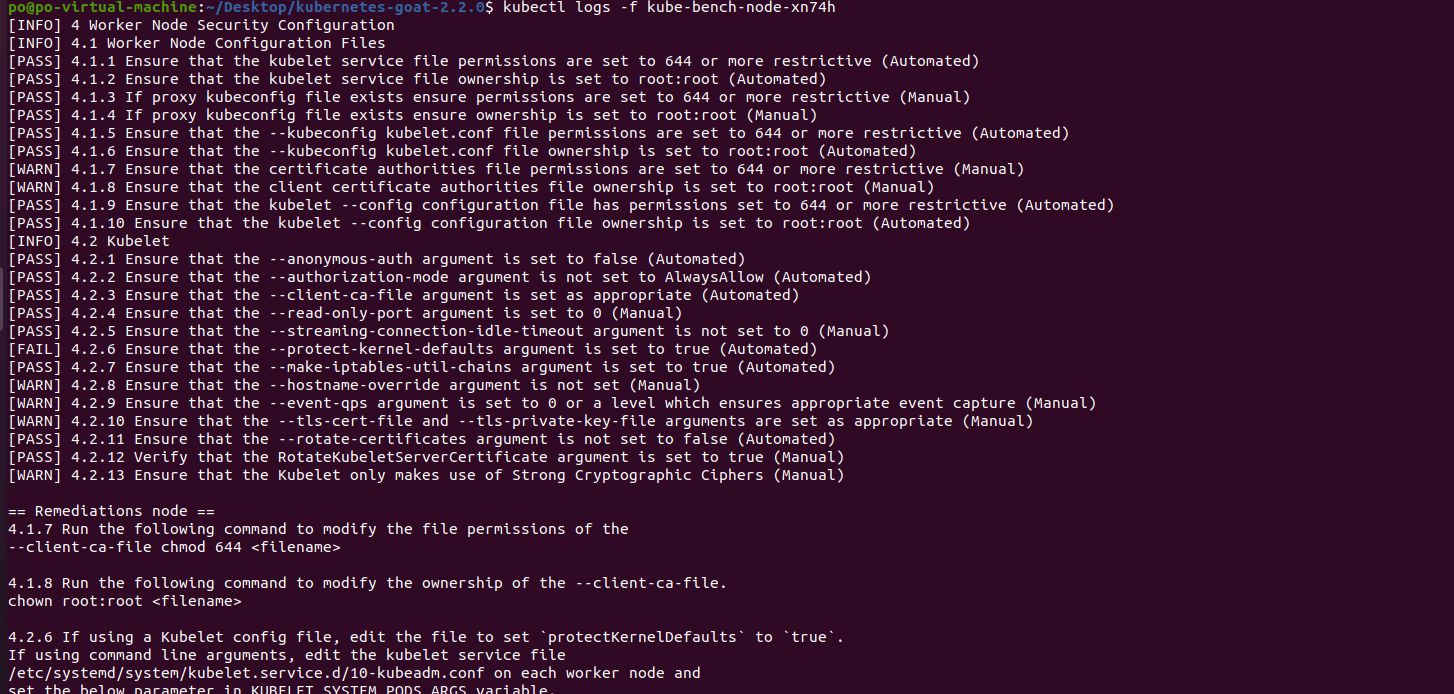 po@po-virtual-machine:~/Desktop/kubernetes-goat-2.2.0$ kubectl logs -f kube-bench-node-xn74h
[INFO] 4 Worker Node Security Configuration
[INFO] 4.1 Worker Node Configuration Files
[PASS] 4.1.1 Ensure that the kubelet service file permissions are set to 644 or more restrictive (Automated)
[PASS] 4.1.2 Ensure that the kubelet service file ownership is set to root:root (Automated)
[PASS] 4.1.3 If proxy kubeconfig file exists ensure permissions are set to 644 or more restrictive (Manual)
[PASS] 4.1.4 If proxy kubeconfig file exists ensure ownership is set to root:root (Manual)
[PASS] 4.1.5 Ensure that the --kubeconfig kubelet.conf file permissions are set to 644 or more restrictive (Automated)
[PASS] 4.1.6 Ensure that the --kubeconfig kubelet.conf file ownership is set to root:root (Automated)
[WARN] 4.1.7 Ensure that the certificate authorities file permissions are set to 644 or more restrictive (Manual)
[WARN] 4.1.8 Ensure that the client certificate authorities file ownership is set to root:root (Manual)
[PASS] 4.1.9 Ensure that the kubelet --config configuration file has permissions set to 644 or more restrictive (Automated)
[PASS] 4.1.10 Ensure that the kubelet --config configuration file ownership is set to root:root (Automated)
[INFO] 4.2 Kubelet
[PASS] 4.2.1 Ensure that the --anonymous-auth argument is set to false (Automated)
[PASS] 4.2.2 Ensure that the --authorization-mode argument is not set to AlwaysAllow (Automated)
[PASS] 4.2.3 Ensure that the --client-ca-file argument is set as appropriate (Automated)
[PASS] 4.2.4 Ensure that the --read-only-port argument is set to 0 (Manual)
[PASS] 4.2.5 Ensure that the --streaming-connection-idle-timeout argument is not set to 0 (Manual)
[FAIL] 4.2.6 Ensure that the --protect-kernel-defaults argument is set to true (Automated)
[PASS] 4.2.7 Ensure that the --make-iptables-util-chains argument is set to true (Automated)
[WARN] 4.2.8 Ensure that the --hostname-override argument is not set (Manual)
[WARN] 4.2.9 Ensure that the --event-qps argument is set to 0 or a level which ensures appropriate event capture (Manual)
[WARN] 4.2.10 Ensure that the --tls-cert-file and --tls-private-key-file arguments are set as appropriate (Manual)
[PASS] 4.2.11 Ensure that the --rotate-certificates argument is not set to false (Automated)
[PASS] 4.2.12 Verify that the RotateKubeletServerCertificate argument is set to true (Manual)
[WARN] 4.2.13 Ensure that the Kubelet only makes use of Strong Cryptographic Ciphers (Manual)
== Remediations node ==
4.1.7 Run the following command to modify the file permissions of the
--client-ca-file chmod 644 <filename>
4.1.8 Run the following command to modify the ownership of the --client-ca-file.
chown root:root <filename>
4.2.6 If using a Kubelet config file, edit the file to set `protectKernelDefaults` to `true`.
If using command line arguments, edit the kubelet service file
/etc/systemd/system/kubelet.service.d/10-kubeadm.conf on each worker node and
set the below parameter in KUBELET_SYSTEM_PODS_ARGS variable.